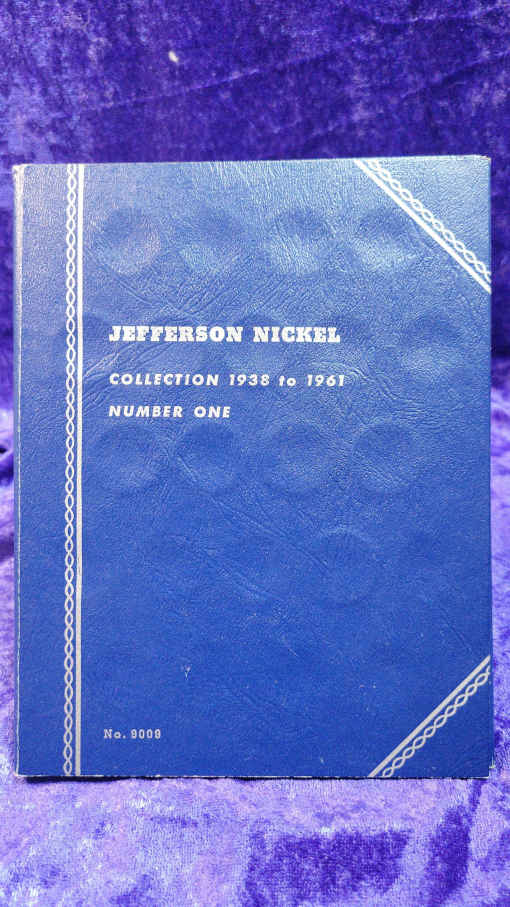 JEFFERSON NICKEL
COLLECTION 1938 to 1961
NUMBER ONE
No. 9009